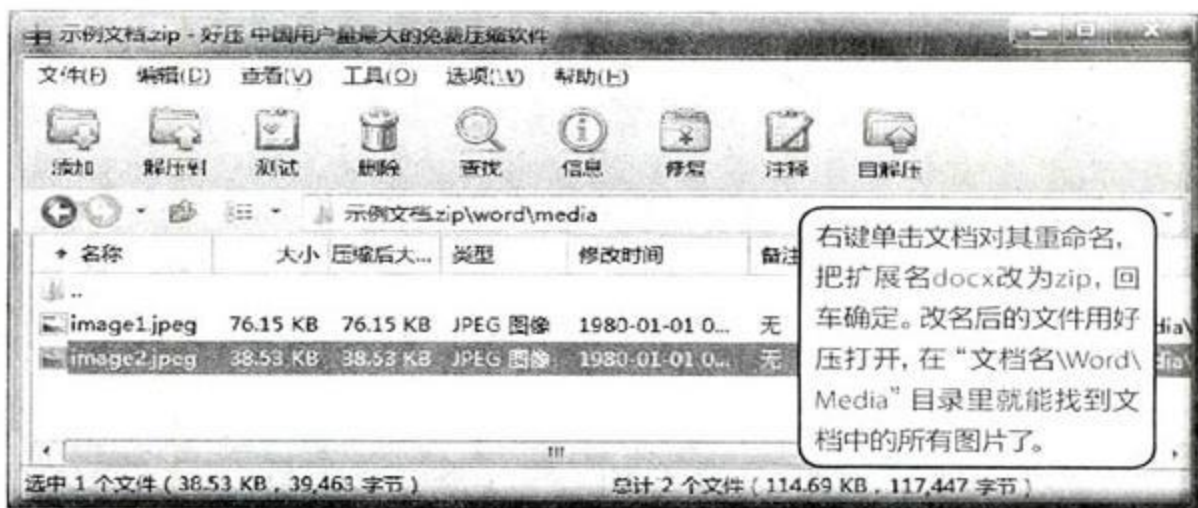 示例文档.zip - 好压 中国用户量最大的免费压缩软件
文件(F) 编辑(D) 查看(V) 工具(O) 选项(W) 帮助(H)
添加 解压到 测试 删除 查找 信息 修复 注释 自解压
示例文档.zip\word\media
名称 大小 压缩后大... 类型 修改时间 备注
..
image1.jpeg 76.15 KB 76.15 KB JPEG 图像 1980-01-01 0... 无
image2.jpeg 38.53 KB 38.53 KB JPEG 图像 1980-01-01 0... 无
右键单击文档对其重命名,
把扩展名docx改为zip, 回
车确定。改名后的文件用好
压打开, 在“文档名\Word\
Media”目录里就能找到文
档中的所有图片了。
选中 1 个文件 ( 38.53 KB , 39,463 字节 ) 总计 2 个文件 ( 114.69 KB , 117,447 字节 )